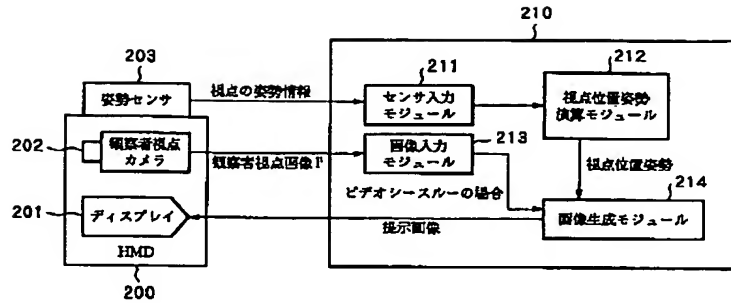 210
203
姿勢センサ
視点の姿勢情報
211
センサ入力
モジュール
212
視点位置姿勢
演算モジュール
202
観察者視点
カメラ
観察者視点画像 I'
画像入力
モジュール
213
視点位置姿勢
ビデオシースルーの場合
214
201
ディスプレイ
提示画像
画像生成モジュール
HMD
200